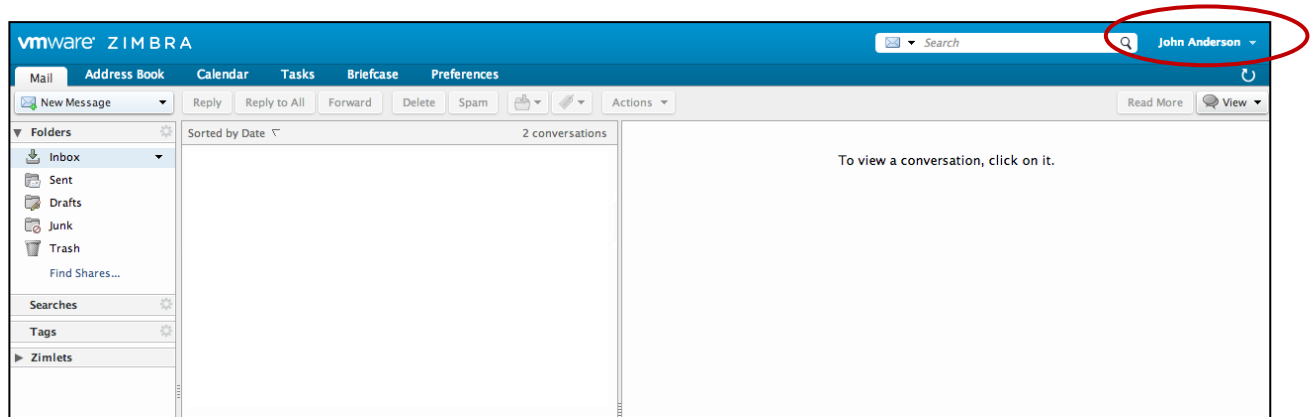 vmware ZIMBRA Search John Anderson
Mail Address Book Calendar Tasks Briefcase Preferences
New Message Reply Reply to All Forward Delete Spam Actions Read More View
Folders Sorted by Date 2 conversations
Inbox To view a conversation, click on it.
Sent
Drafts
Junk
Trash
Find Shares...
Searches
Tags
Zimlets